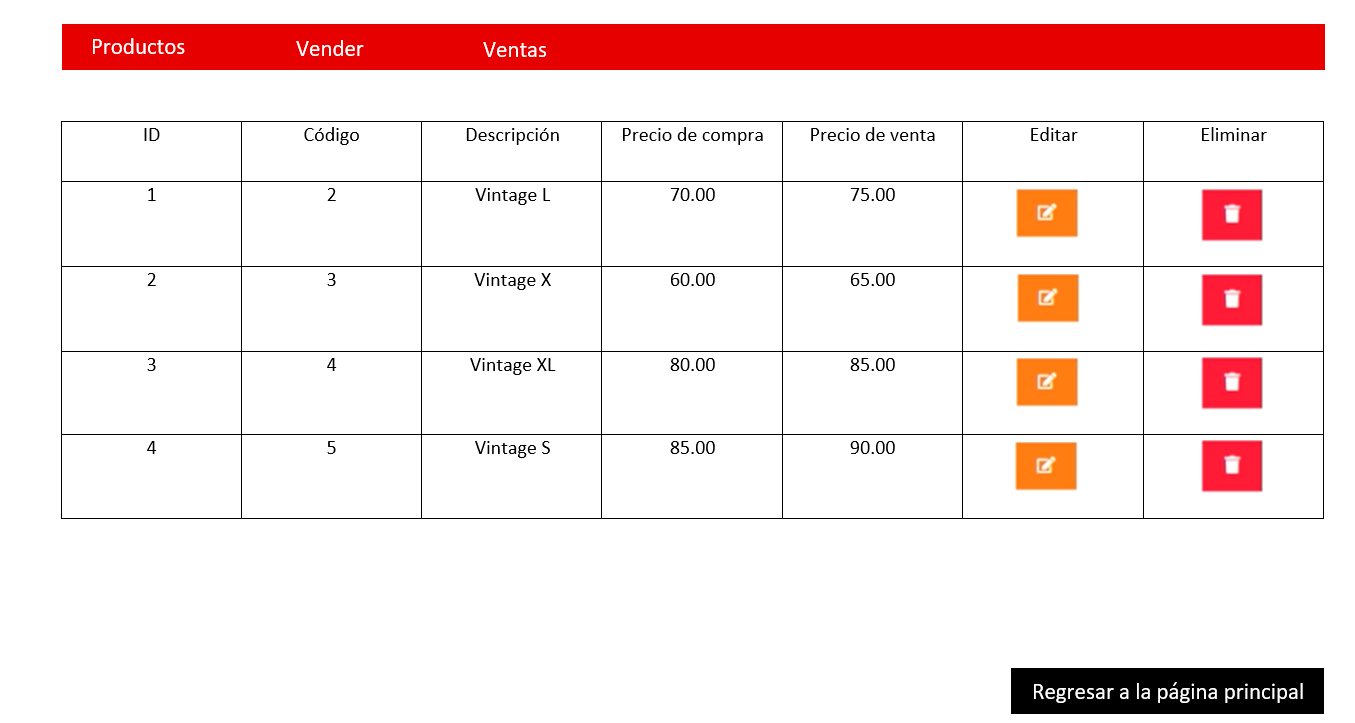 Productos Vender Ventas
ID Código Descripción Precio de compra Precio de venta Editar Eliminar
1 2 Vintage L 70.00 75.00
2 3 Vintage X 60.00 65.00
3 4 Vintage XL 80.00 85.00
4 5 Vintage S 85.00 90.00
Regresar a la página principal